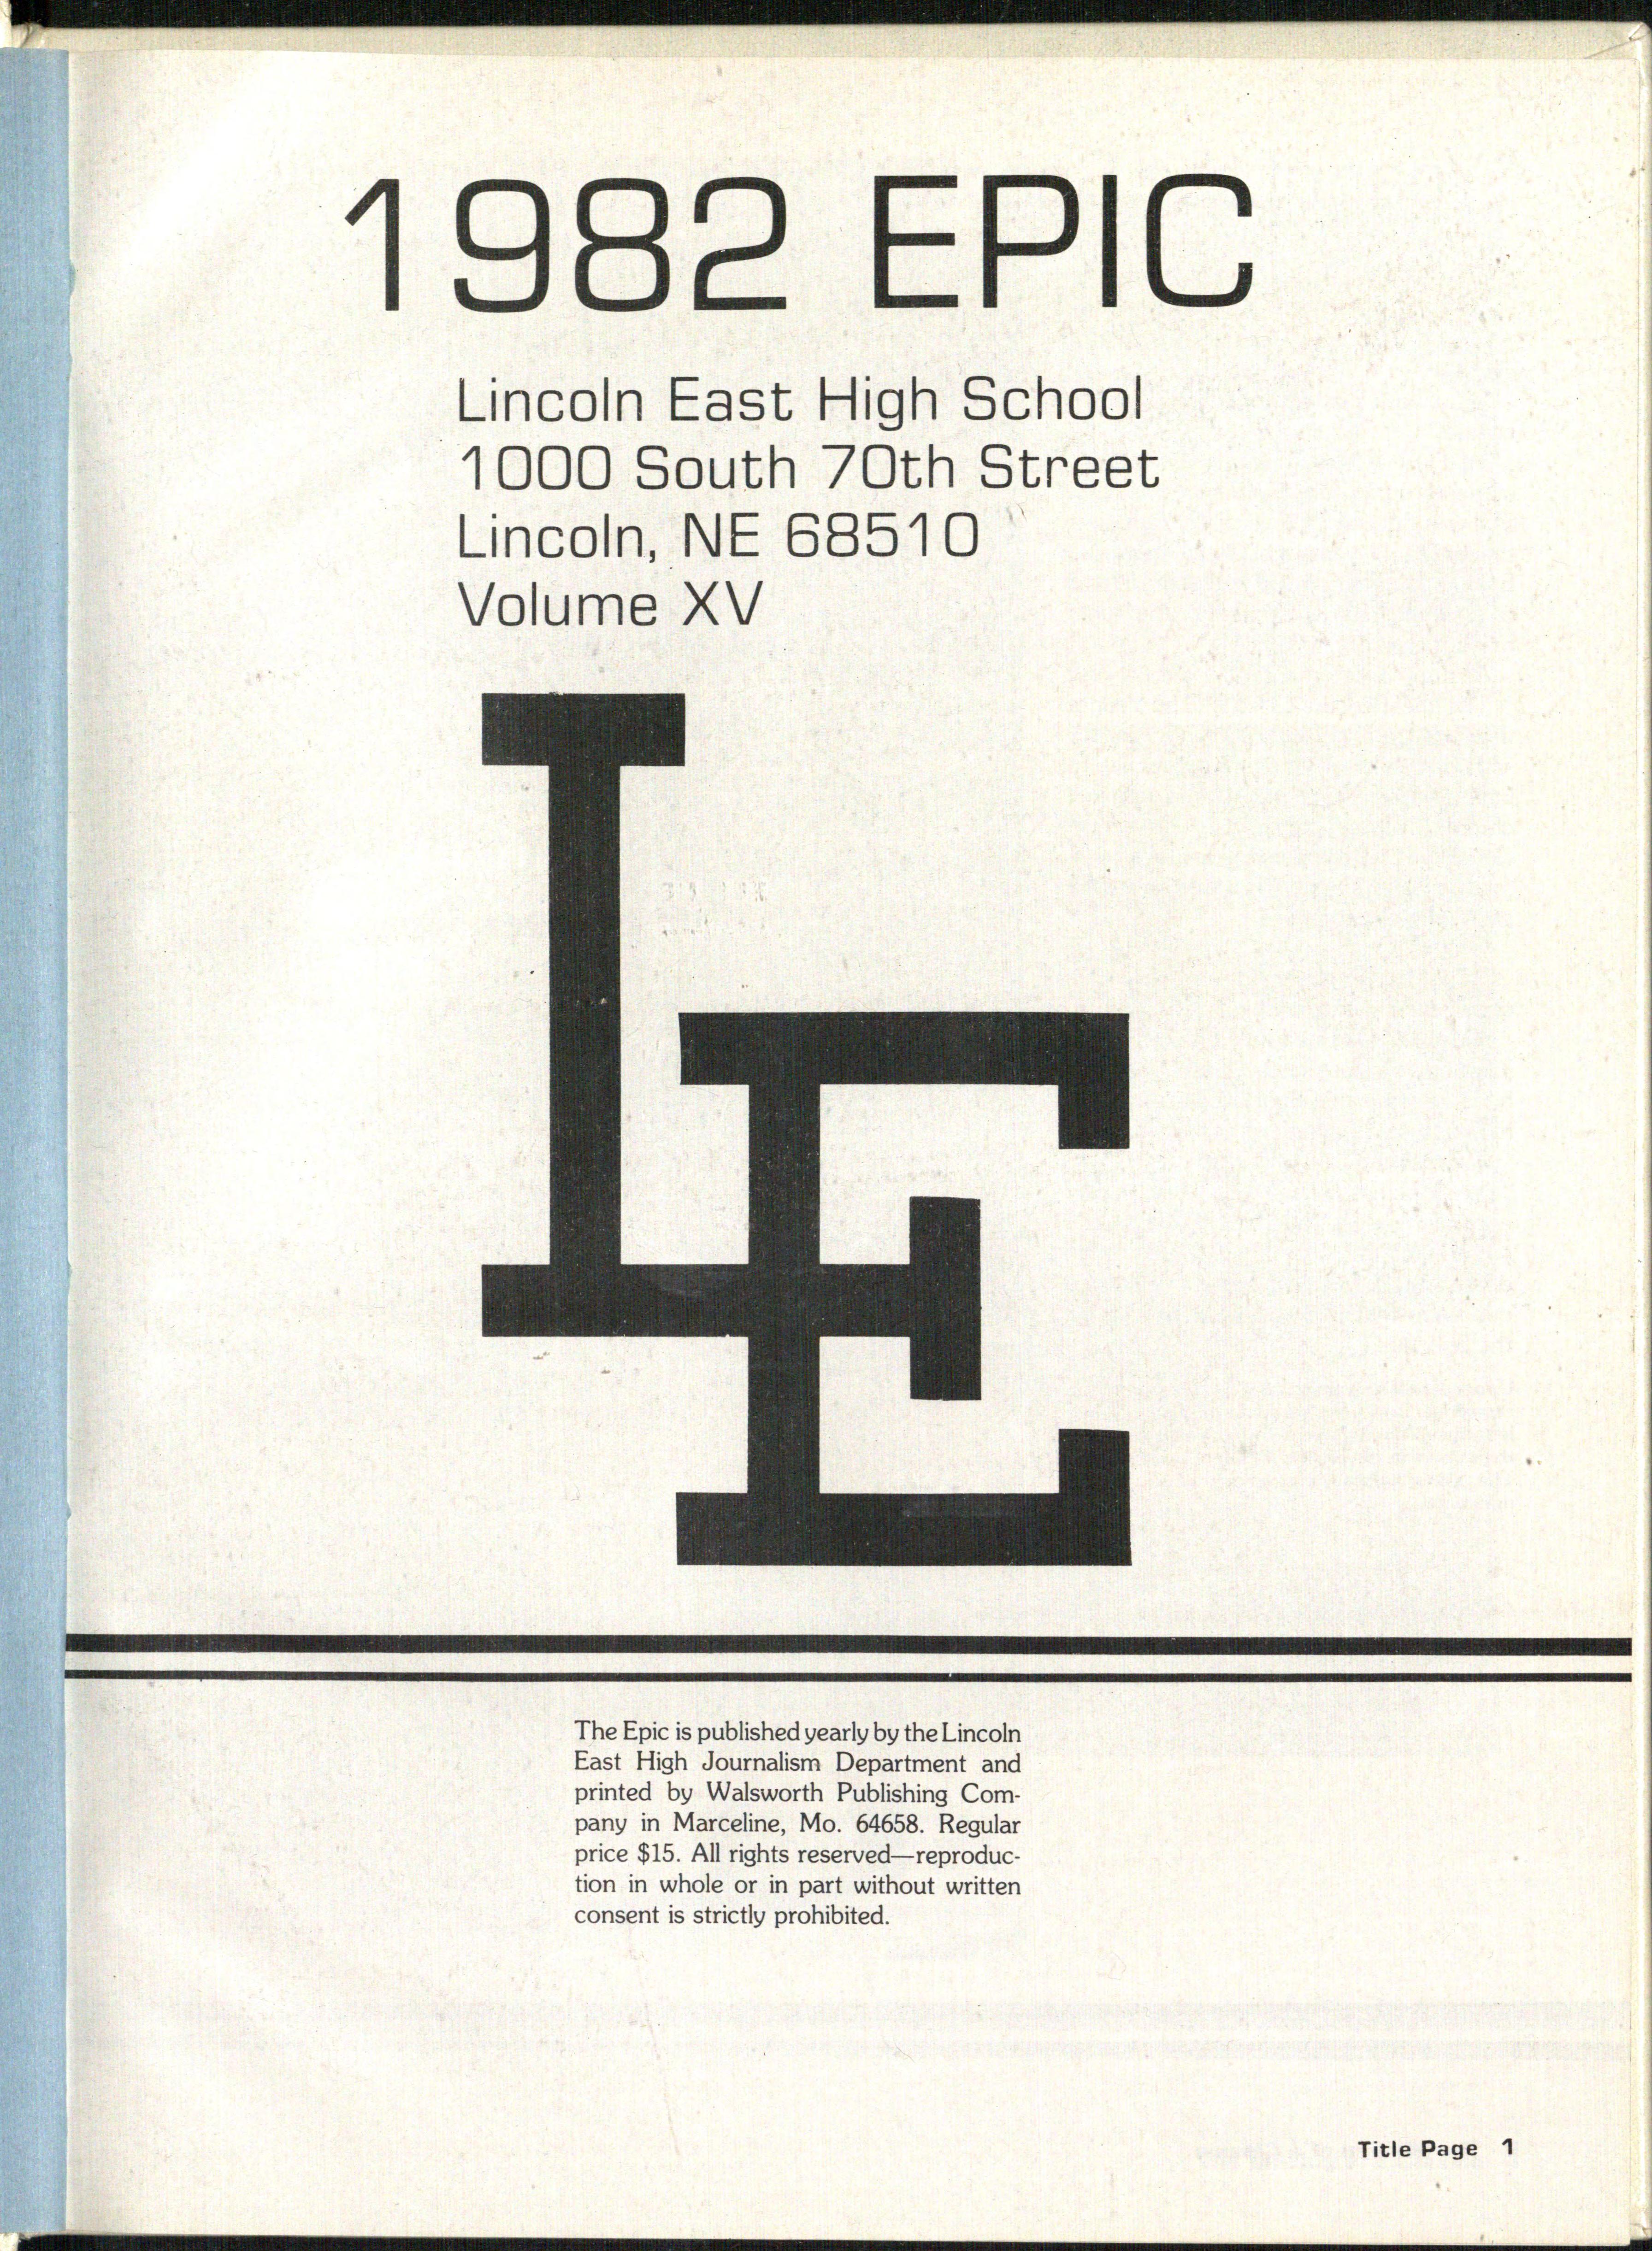 1982 EPIC
Lincoln East High School
1000 South 70th Street
Lincoln, NE 68510
Volume XV
LE
The Epic is published yearly by the Lincoln
East High Journalism Department and
printed by Walsworth Publishing Com-
pany in Marceline, Mo. 64658. Regular
price $15. All rights reserved—reproduc-
tion in whole or in part without written
consent is strictly prohibited.
Title Page 1